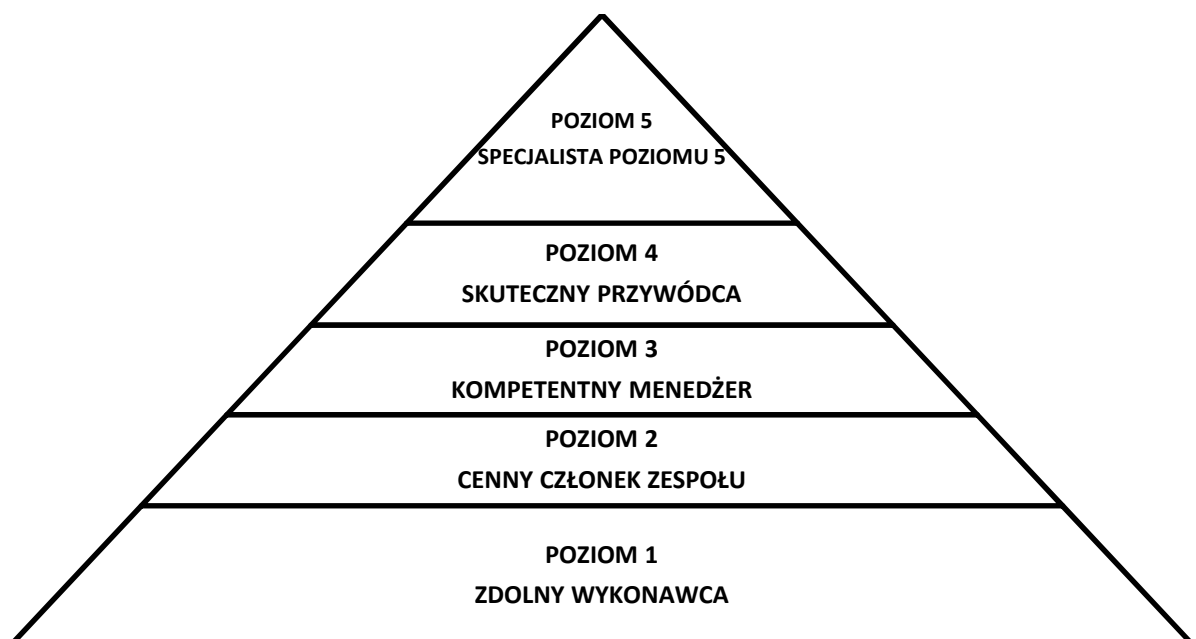 POZIOM 5
SPECJALISTA POZIOMU 5
POZIOM 4
SKUTECZNY PRZYWÓDCA
POZIOM 3
KOMPETENTNY MENEDŻER
POZIOM 2
CENNY CZŁONEK ZESPOŁU
POZIOM 1
ZDOLNY WYKONAWCA